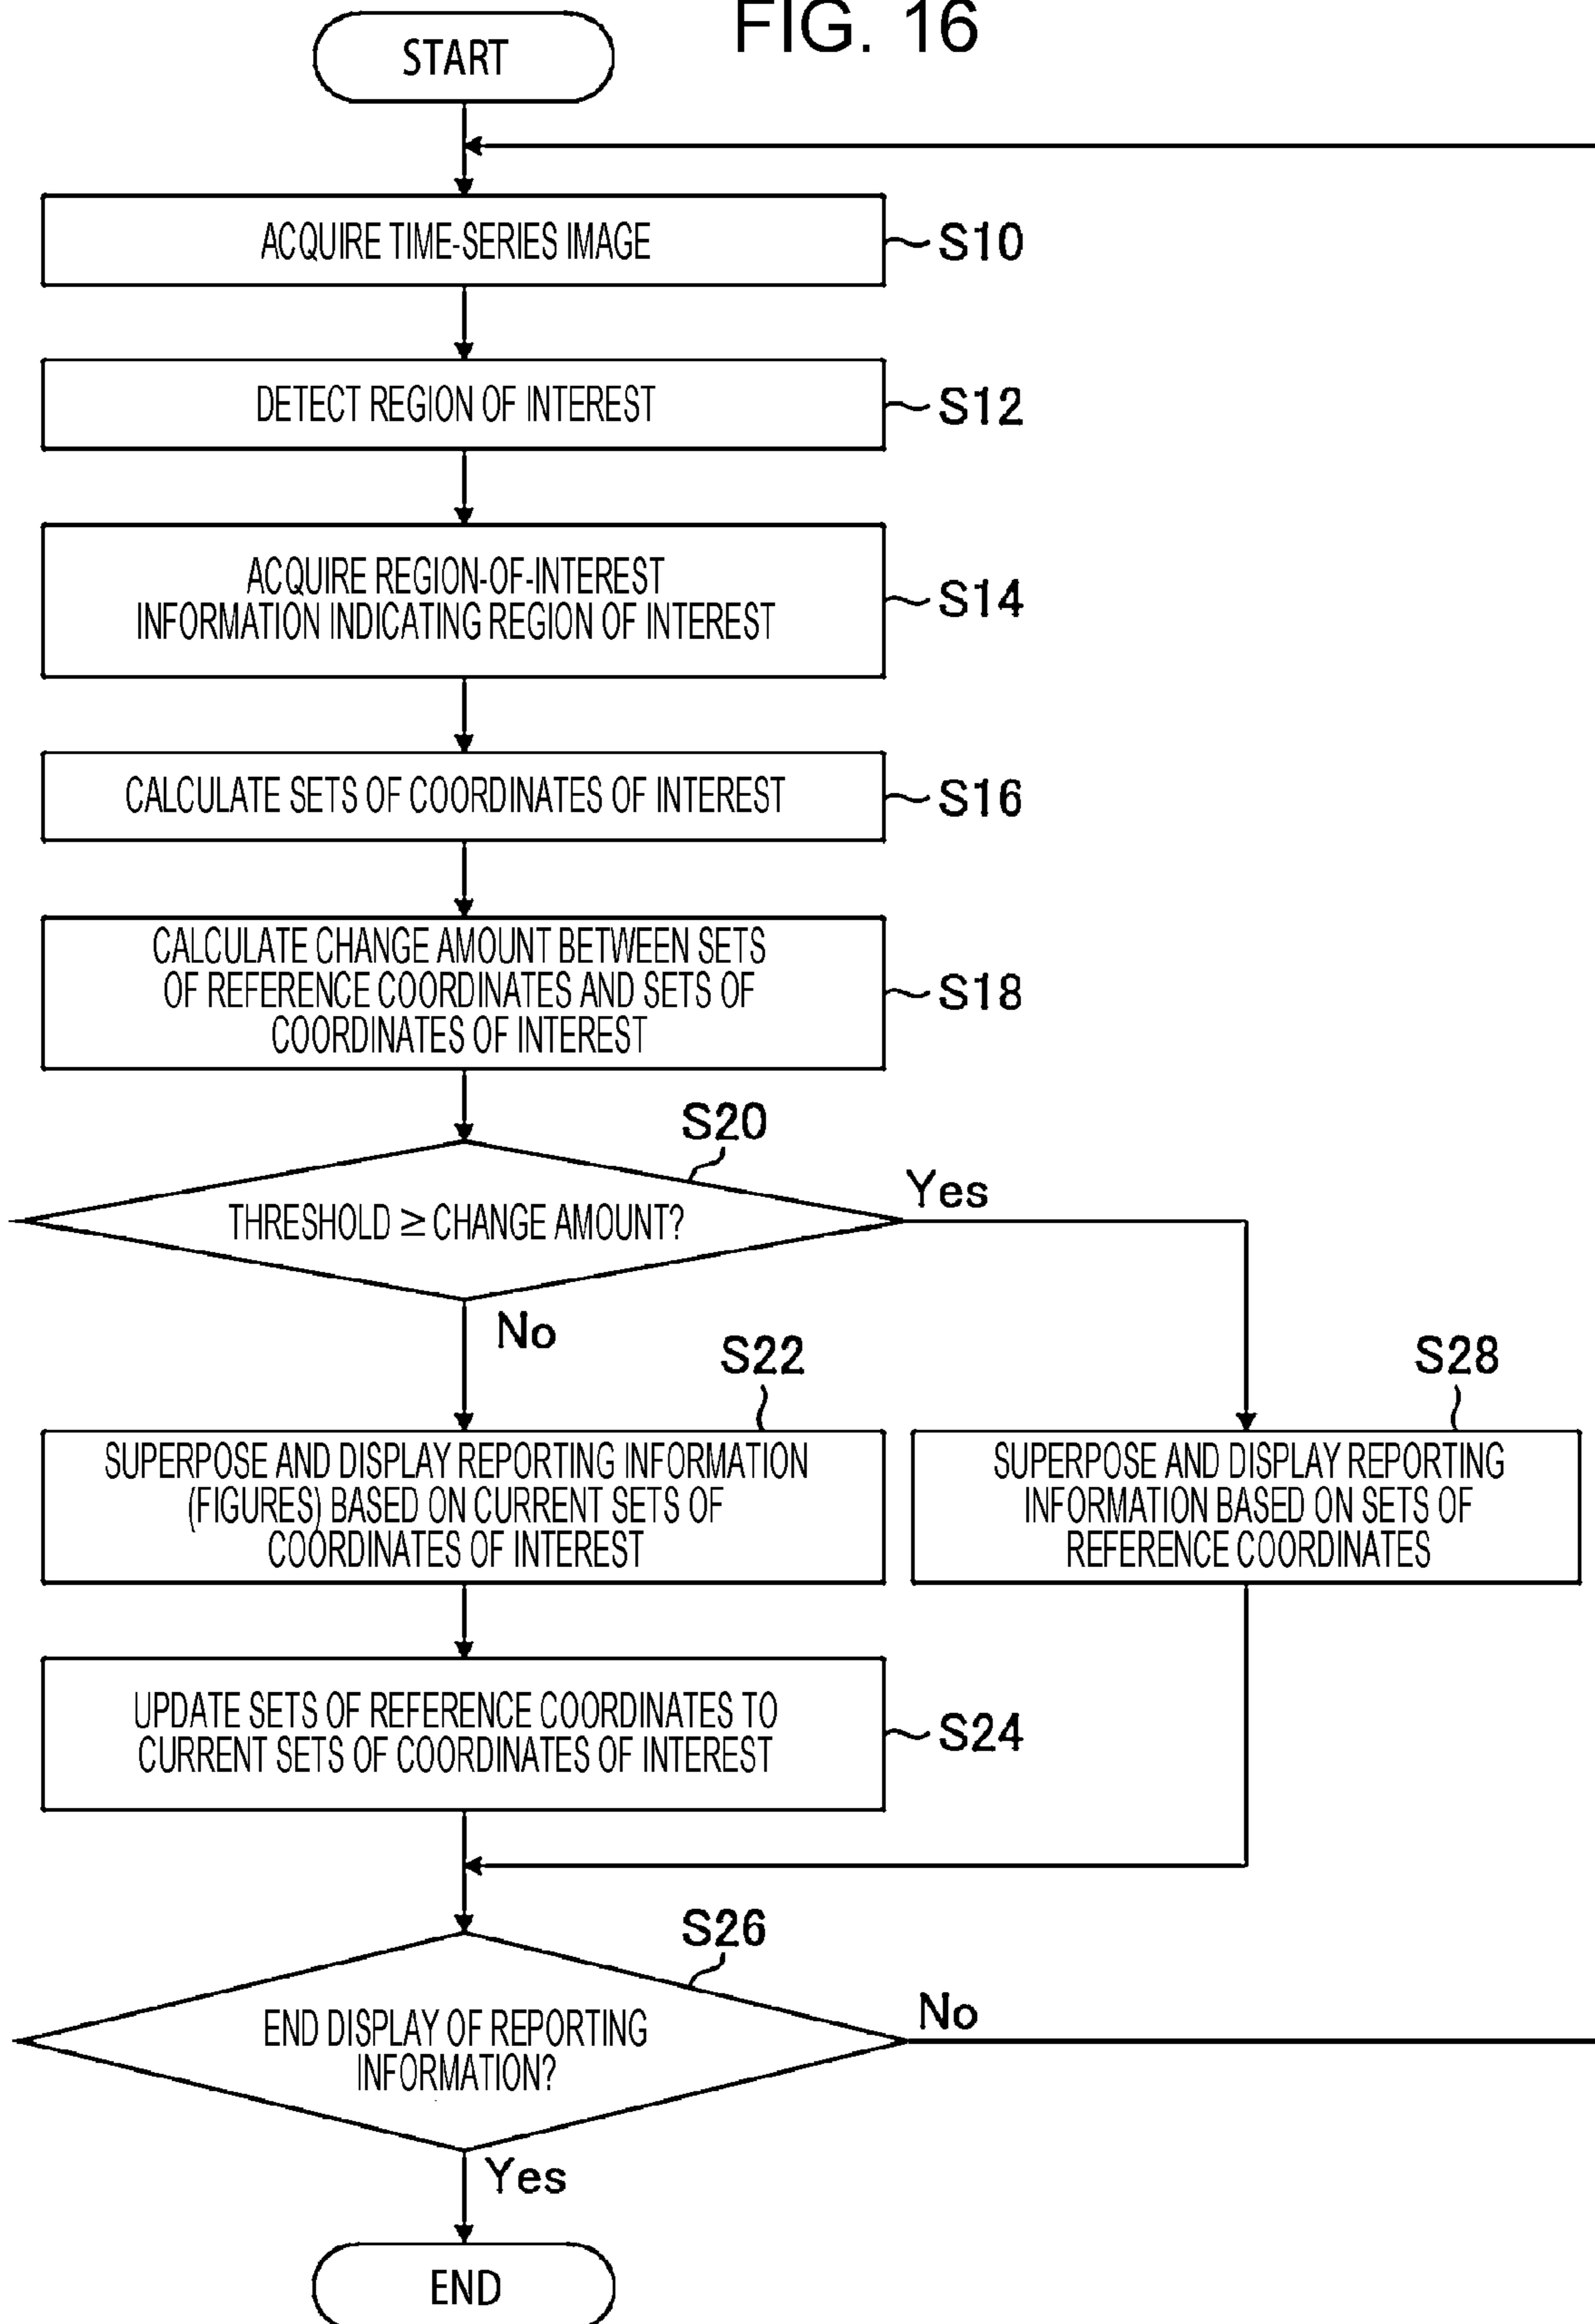 FIG. 16
START
ACQUIRE TIME-SERIES IMAGE
S10
DETECT REGION OF INTEREST
S12
ACQUIRE REGION-OF-INTEREST
INFORMATION INDICATING REGION OF INTEREST
S14
CALCULATE SETS OF COORDINATES OF INTEREST
S16
CALCULATE CHANGE AMOUNT BETWEEN SETS
OF REFERENCE COORDINATES AND SETS OF
COORDINATES OF INTEREST
S18
S20
THRESHOLD ≥ CHANGE AMOUNT?
Yes
No
S22
SUPERPOSE AND DISPLAY REPORTING INFORMATION
(FIGURES) BASED ON CURRENT SETS OF
COORDINATES OF INTEREST
S28
SUPERPOSE AND DISPLAY REPORTING
INFORMATION BASED ON SETS OF
REFERENCE COORDINATES
UPDATE SETS OF REFERENCE COORDINATES TO
CURRENT SETS OF COORDINATES OF INTEREST
S24
S26
END DISPLAY OF REPORTING
INFORMATION?
No
Yes
END